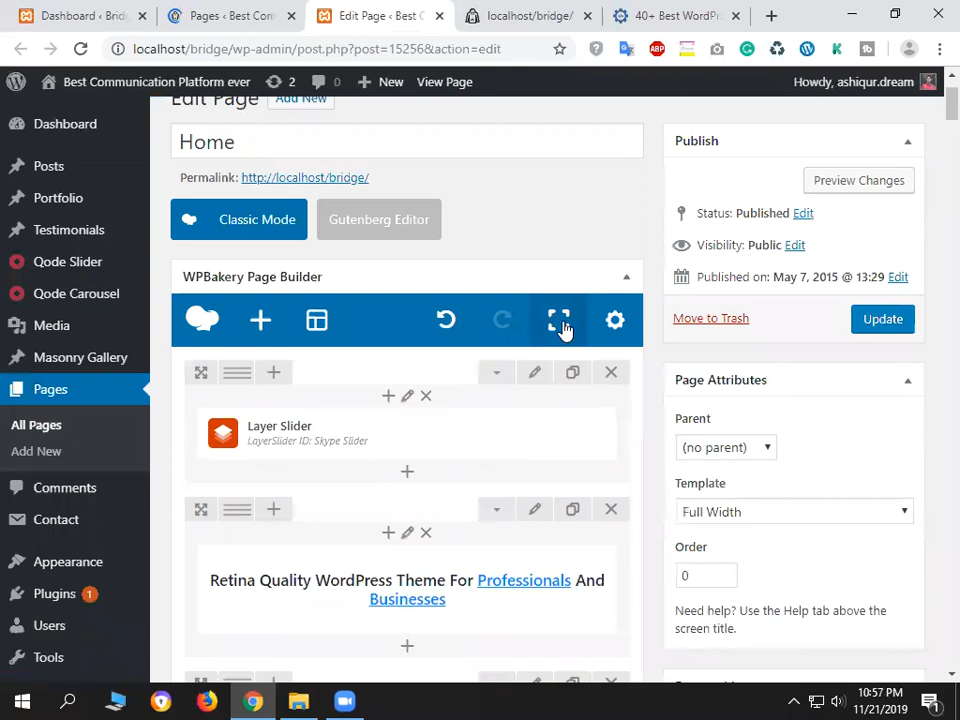 Dashboard ‹ Bridg
Pages ‹ Best Com
Edit Page ‹ Best C
localhost/bridge/
40+ Best WordPr
localhost/bridge/wp-admin/post.php?post=15256&action=edit
ABP
Best Communication Platform ever
2
0
New
View Page
Howdy, ashiqur.dream
Dashboard
Posts
Portfolio
Testimonials
Qode Slider
Qode Carousel
Media
Masonry Gallery
Pages
All Pages
Add New
Comments
Contact
Appearance
Plugins 1
Users
Tools
Edit Page Add New
Home
Permalink: http://localhost/bridge/
Classic Mode
Gutenberg Editor
WPBakery Page Builder
Layer Slider
LayerSlider ID: Skype Slider
Retina Quality WordPress Theme For Professionals And
Businesses
Publish
Preview Changes
Status: Published Edit
Visibility: Public Edit
Published on: May 7, 2015 @ 13:29 Edit
Move to Trash
Update
Page Attributes
Parent
(no parent)
Template
Full Width
Order
0
Need help? Use the Help tab above the
screen title.
10:57 PM
11/21/2019
1